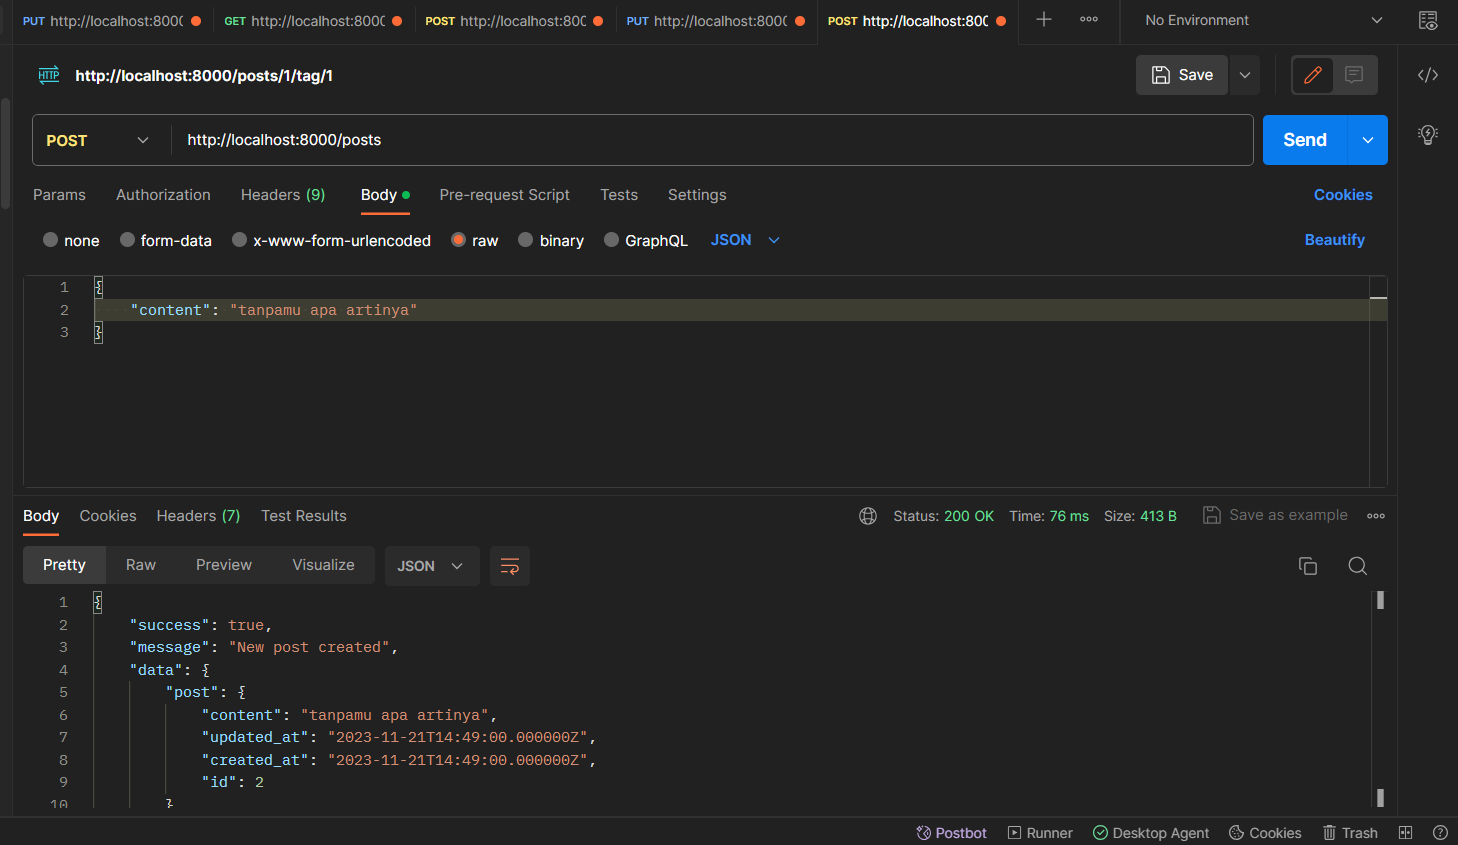 PUT http://localhost:800 GET http://localhost:800 POST http://localhost:800 PUT http://localhost:800 POST http://localhost:800 No Environment
HTTP http://localhost:8000/posts/1/tag/1 Save
POST http://localhost:8000/posts Send
Params Authorization Headers (9) Body Pre-request Script Tests Settings Cookies
none form-data x-www-form-urlencoded raw binary GraphQL JSON Beautify
1 {
2 "content": "tanpamu apa artinya"
3 }
Body Cookies Headers (7) Test Results Status: 200 OK Time: 76 ms Size: 413 B Save as example
Pretty Raw Preview Visualize JSON
1 {
2 "success": true,
3 "message": "New post created",
4 "data": {
5 "post": {
6 "content": "tanpamu apa artinya",
7 "updated_at": "2023-11-21T14:49:00.000000Z",
8 "created_at": "2023-11-21T14:49:00.000000Z",
9 "id": 2
10 }
Postbot Runner Desktop Agent Cookies Trash